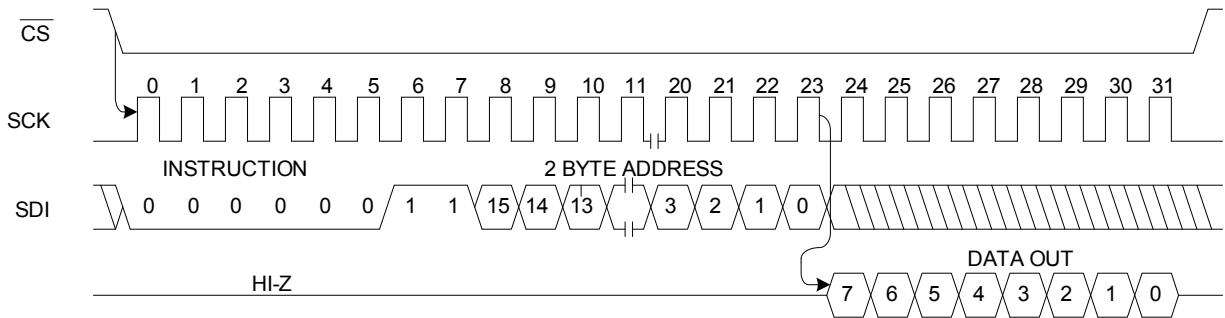 CS
0 1 2 3 4 5 6 7 8 9 10 11 20 21 22 23 24 25 26 27 28 29 30 31
SCK
INSTRUCTION 2 BYTE ADDRESS
SDI 0 0 0 0 0 0 1 1 15 14 13 3 2 1 0
DATA OUT
HI-Z
7 6 5 4 3 2 1 0